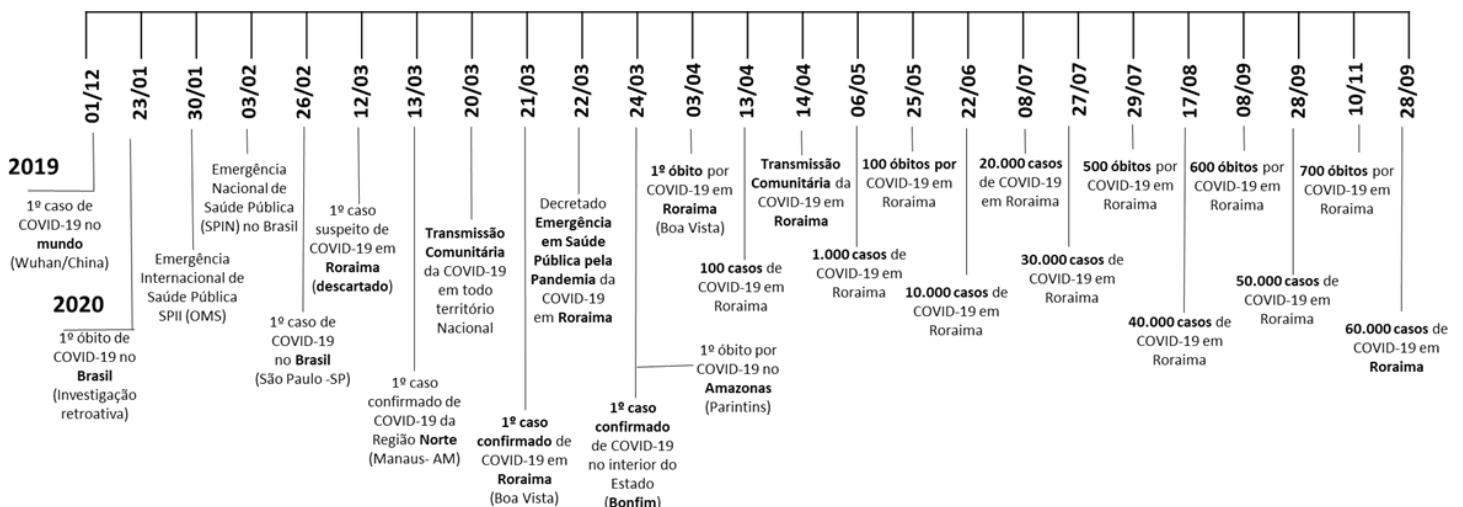 01/12
23/01
30/01
03/02
26/02
12/03
13/03
20/03
21/03
22/03
24/03
03/04
13/04
14/04
06/05
25/05
22/06
08/07
27/07
29/07
17/08
08/09
28/09
10/11
28/09
2019
1º caso de
COVID-19 no
mundo
(Wuhan/China)
2020
1º óbito de
COVID-19 no
Brasil
(Investigação
retroativa)
Emergência
Internacional de
Saúde Pública
SPII (OMS)
Emergência
Nacional de
Saúde Pública
(SPIN) no Brasil
1º caso de
COVID-19
no Brasil
(São Paulo -SP)
1º caso
suspeito de
COVID-19 em
Roraima
(descartado)
1º caso
confirmado de
COVID-19 da
Região Norte
(Manaus- AM)
Transmissão
Comunitária
da COVID-19
em todo
território
Nacional
1º caso
confirmado de
COVID-19 em
Roraima
(Boa Vista)
Decretado
Emergência
em Saúde
Pública pela
Pandemia da
COVID-19
em Roraima
1º caso
confirmado
de COVID-19
no interior do
Estado
(Bonfim)
1º óbito por
COVID-19 no
Amazonas
(Parintins)
1º óbito por
COVID-19 em
Roraima
(Boa Vista)
100 casos de
COVID-19 em
Roraima
Transmissão
Comunitária da
COVID-19 em
Roraima
1.000 casos de
COVID-19 em
Roraima
100 óbitos por
COVID-19 em
Roraima
10.000 casos de
COVID-19 em
Roraima
20.000 casos
de COVID-19
em Roraima
30.000 casos de
COVID-19 em
Roraima
500 óbitos por
COVID-19 em
Roraima
40.000 casos de
COVID-19 em
Roraima
600 óbitos por
COVID-19 em
Roraima
50.000 casos de
COVID-19 em
Roraima
700 óbitos por
COVID-19 em
Roraima
60.000 casos de
COVID-19 em
Roraima